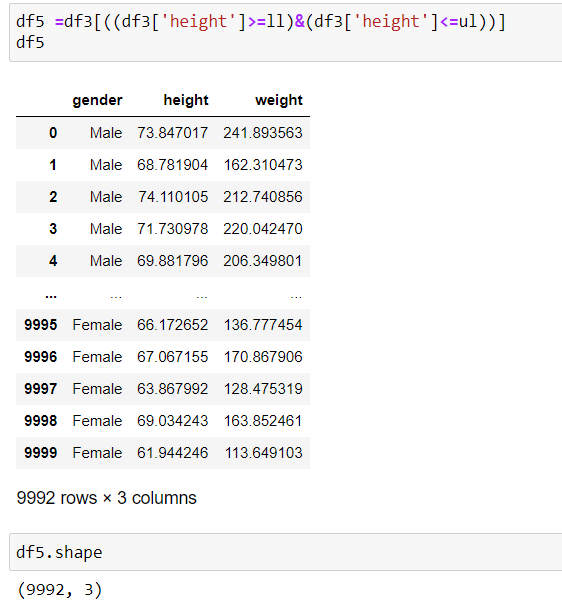 df5 =df3[((df3['height']>=ll)&(df3['height']<=ul))]
df5
gender height weight
0 Male 73.847017 241.893563
1 Male 68.781904 162.310473
2 Male 74.110105 212.740856
3 Male 71.730978 220.042470
4 Male 69.881796 206.349801
... ... ... ...
9995 Female 66.172652 136.777454
9996 Female 67.067155 170.867906
9997 Female 63.867992 128.475319
9998 Female 69.034243 163.852461
9999 Female 61.944246 113.649103
9992 rows × 3 columns
df5.shape
(9992, 3)